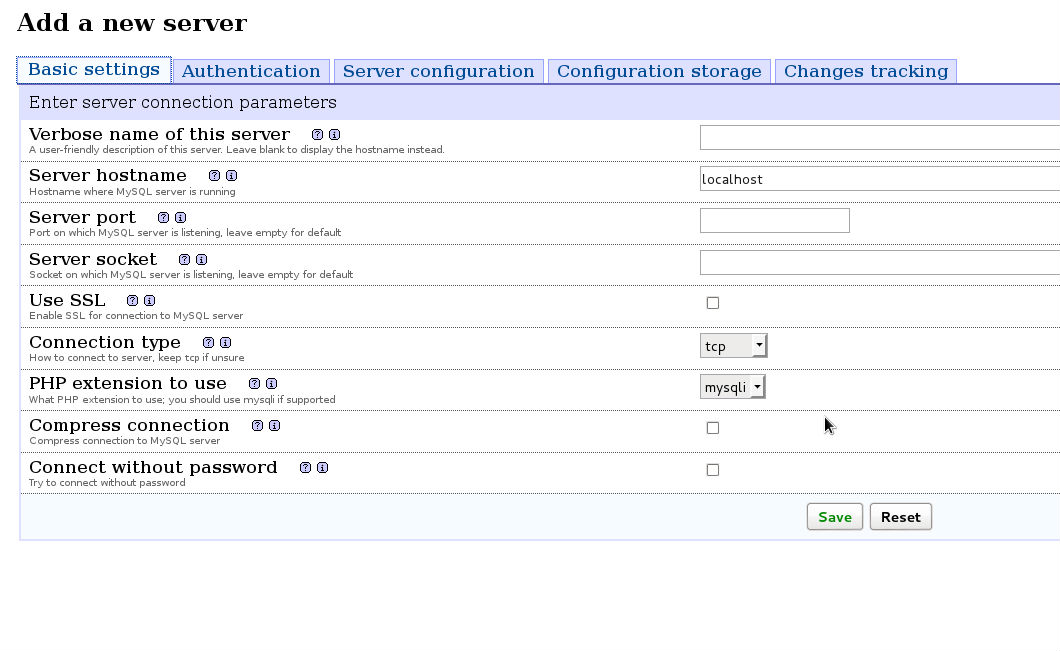 Add a new server
Basic settings Authentication Server configuration Configuration storage Changes tracking
Enter server connection parameters
Verbose name of this server ? i
A user-friendly description of this server. Leave blank to display the hostname instead.
Server hostname ? i localhost
Hostname where MySQL server is running
Server port ? i
Port on which MySQL server is listening, leave empty for default
Server socket ? i
Socket on which MySQL server is listening, leave empty for default
Use SSL ? i
Enable SSL for connection to MySQL server
Connection type ? i tcp
How to connect to server, keep tcp if unsure
PHP extension to use ? i mysqli
What PHP extension to use; you should use mysqli if supported
Compress connection ? i
Compress connection to MySQL server
Connect without password ? i
Try to connect without password
Save Reset